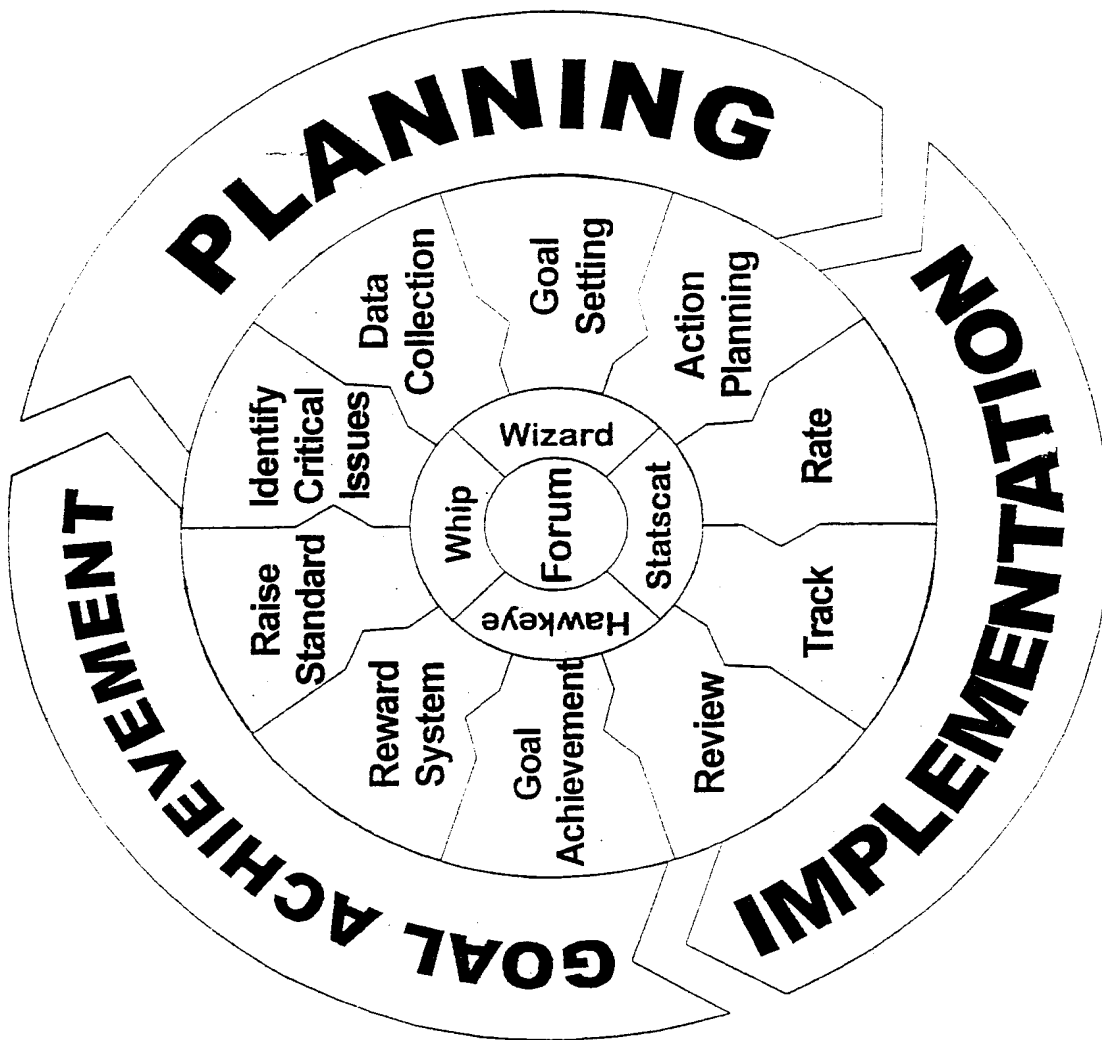 PLANNING
IMPLEMENTATION
GOAL ACHIEVEMENT
Identify
Critical
Issues
Data
Collection
Goal
Setting
Action
Planning
Rate
Track
Review
Goal
Achievement
Reward
System
Raise
Standard
Whip
Wizard
Statscat
Hawkeye
Forum